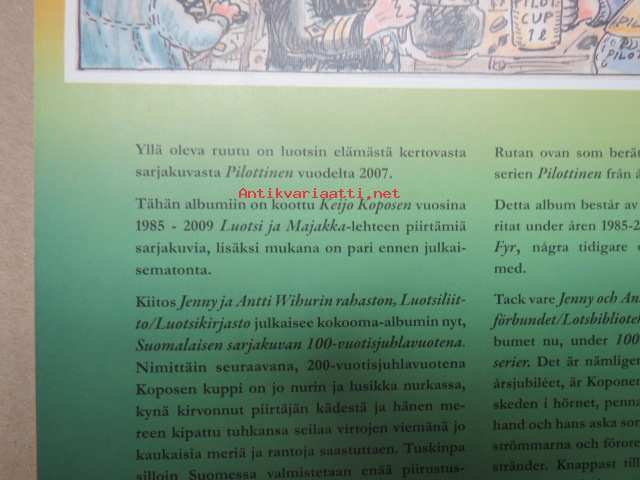 PILOT
CUP
1 l
PILOT
Yllä oleva ruutu on luotsin elämästä kertovasta
sarjakuvasta Pilottinen vuodelta 2007.
Tähän albumiin on koottu Keijo Koposen vuosina
1985 - 2009 Luotsi ja Majakka-lehteen piirtämiä
sarjakuvia, lisäksi mukana on pari ennen julkai-
sematonta.
Kiitos Jenny ja Antti Wihurin rahaston, Luotsiliit-
to/Luotsikirjasto julkaisee kokooma-albumin nyt,
Suomalaisen sarjakuvan 100-vuotisjuhlavuotena.
Nimittäin seuraavana, 200-vuotisjuhlavuotena
Koposen kuppi on jo nurin ja lusikka nurkassa,
kynä kirvonnut piirtäjän kädestä ja hänen me-
reen kipattu tuhkansa seilaa virtojen viemänä jo
kaukaisia meriä ja rantoja saastuttaen. Tuskinpa
silloin Suomessa valmistetaan enää piirustus-
Rutan ovan som berät
serien Pilottinen från å
Detta album består av
ritat under åren 1985-2
Fyr, några tidigare o
med.
Tack vare Jenny och An
förbundet/Lotsbibliotek
bumet nu, under 100
serier. Det är nämligen
årsjubiléet, är Koponer
skeden i hörnet, penna
hand och hans aska som
strömmarna och föroren
stränder. Knappast till
Antikvariaatti.net